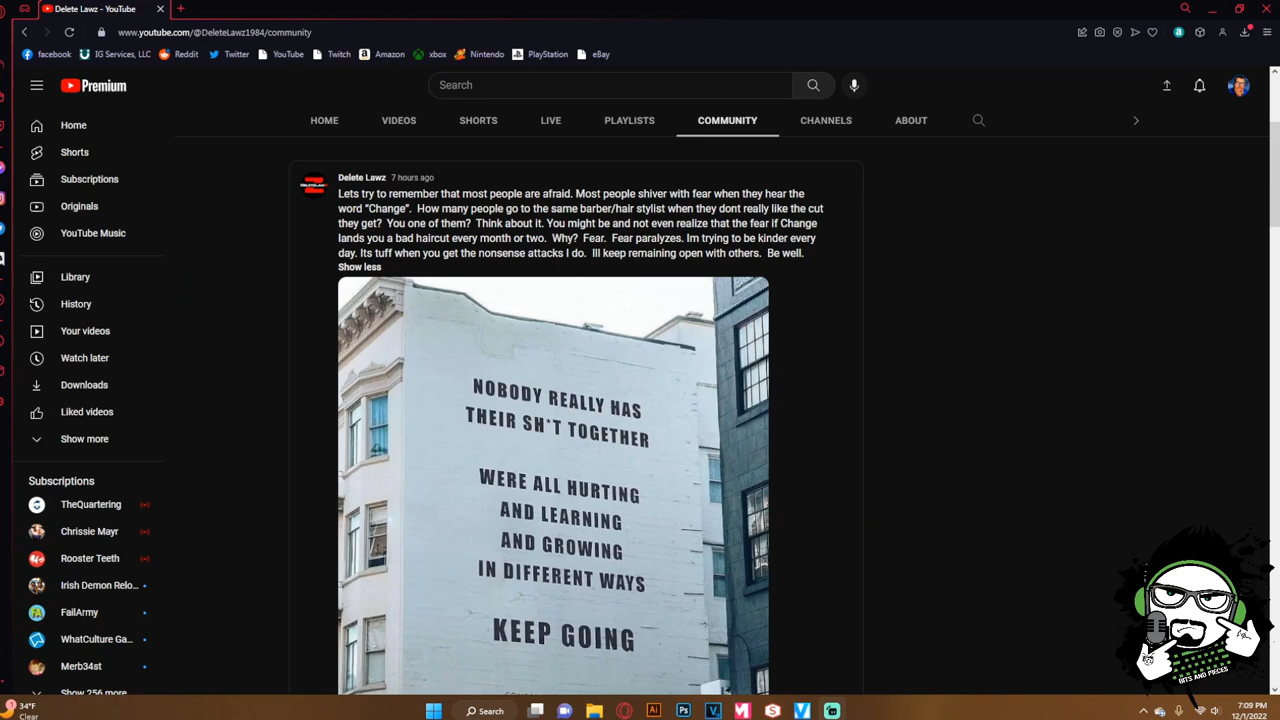 Delete Lawz - YouTube
www.youtube.com/@DeleteLawz1984/community
facebook IG Services, LLC Reddit Twitter YouTube Twitch Amazon xbox Nintendo PlayStation eBay
Premium
Search
HOME VIDEOS SHORTS LIVE PLAYLISTS COMMUNITY CHANNELS ABOUT
Home
Shorts
Subscriptions
Originals
YouTube Music
Library
History
Your videos
Watch later
Downloads
Liked videos
Show more
Subscriptions
TheQuartering
Chrissie Mayr
Rooster Teeth
Irish Demon Relo...
FailArmy
WhatCulture Ga...
Merb34st
Show 256 more
Delete Lawz 7 hours ago
Lets try to remember that most people are afraid. Most people shiver with fear when they hear the
word “Change”. How many people go to the same barber/hair stylist when they dont really like the cut
they get? You one of them? Think about it. You might be and not even realize that the fear if Change
lands you a bad haircut every month or two. Why? Fear. Fear paralyzes. Im trying to be kinder every
day. Its tuff when you get the nonsense attacks I do. Ill keep remaining open with others. Be well.
Show less
NOBODY REALLY HAS
THEIR SH*T TOGETHER
WERE ALL HURTING
AND LEARNING
AND GROWING
IN DIFFERENT WAYS
KEEP GOING
BITS AND PIECES
34°F
Clear
Search
7:09 PM
12/1/2022